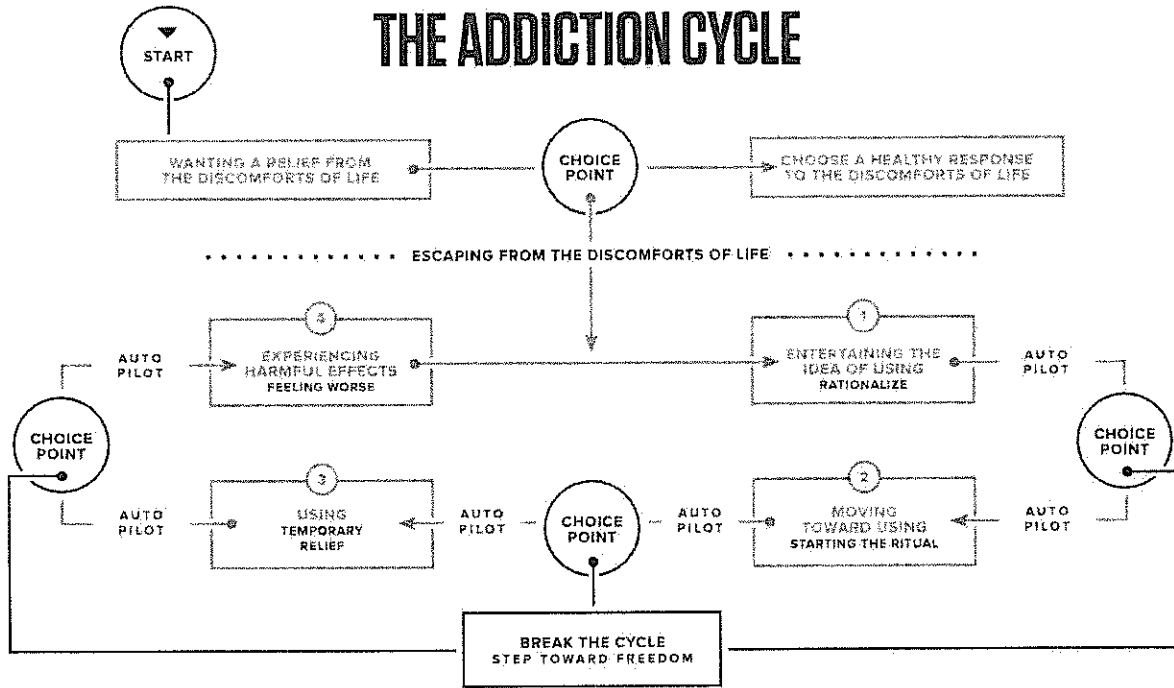 THE ADDICTION CYCLE
START
WANTING A RELIEF FROM
THE DISCOMFORTS OF LIFE
CHOICE
POINT
CHOOSE A HEALTHY RESPONSE
TO THE DISCOMFORTS OF LIFE
ESCAPING FROM THE DISCOMFORTS OF LIFE
AUTO
PILOT
4
EXPERIENCING
HARMFUL EFFECTS
FEELING WORSE
1
ENTERTAINING THE
IDEA OF USING
RATIONALIZE
AUTO
PILOT
CHOICE
POINT
CHOICE
POINT
AUTO
PILOT
3
USING
TEMPORARY
RELIEF
AUTO
PILOT
CHOICE
POINT
AUTO
PILOT
2
MOVING
TOWARD USING
STARTING THE RITUAL
AUTO
PILOT
BREAK THE CYCLE
STEP TOWARD FREEDOM